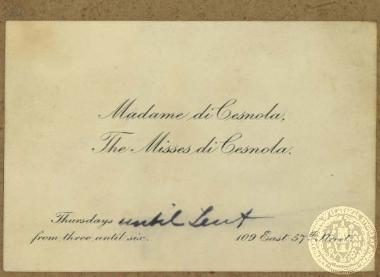 Madame di Cesnola,
The Misses di Cesnola.
Thursdays until Lent
from three until six. 109 East 57th Street.